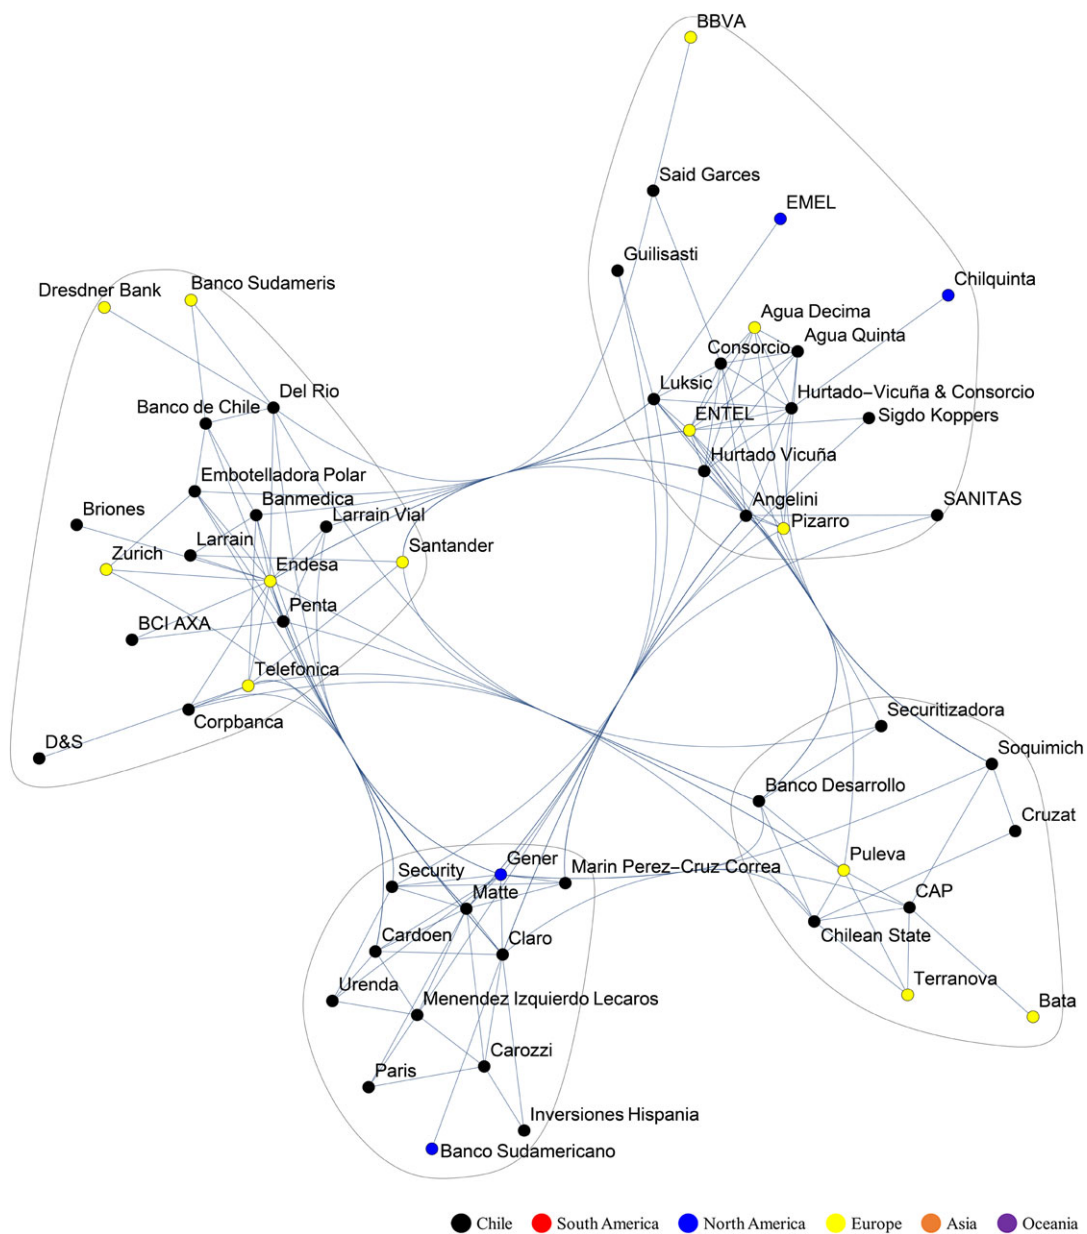 BBVA
Said Garces
EMEL
Guilisasti
Chilquinta
Dresdner Bank
Banco Sudameris
Agua Decima
Agua Quinta
Consorcio
Luksic
Hurtado–Vicuña & Consorcio
Del Rio
Banco de Chile
ENTEL
Sigdo Koppers
Hurtado Vicuña
Embotelladora Polar
Banmedica
Briones
Larrain Vial
Angelini
SANITAS
Pizarro
Larrain
Santander
Zurich
Endesa
Penta
BCI AXA
Telefonica
Corpbanca
D&S
Securitizadora
Soquimich
Banco Desarrollo
Cruzat
Puleva
Gener
Marin Perez–Cruz Correa
Security
Matte
CAP
Chilean State
Cardoen
Claro
Terranova
Urenda
Menendez Izquierdo Lecaros
Bata
Carozzi
Paris
Inversiones Hispania
Banco Sudamericano
Chile South America North America Europe Asia Oceania